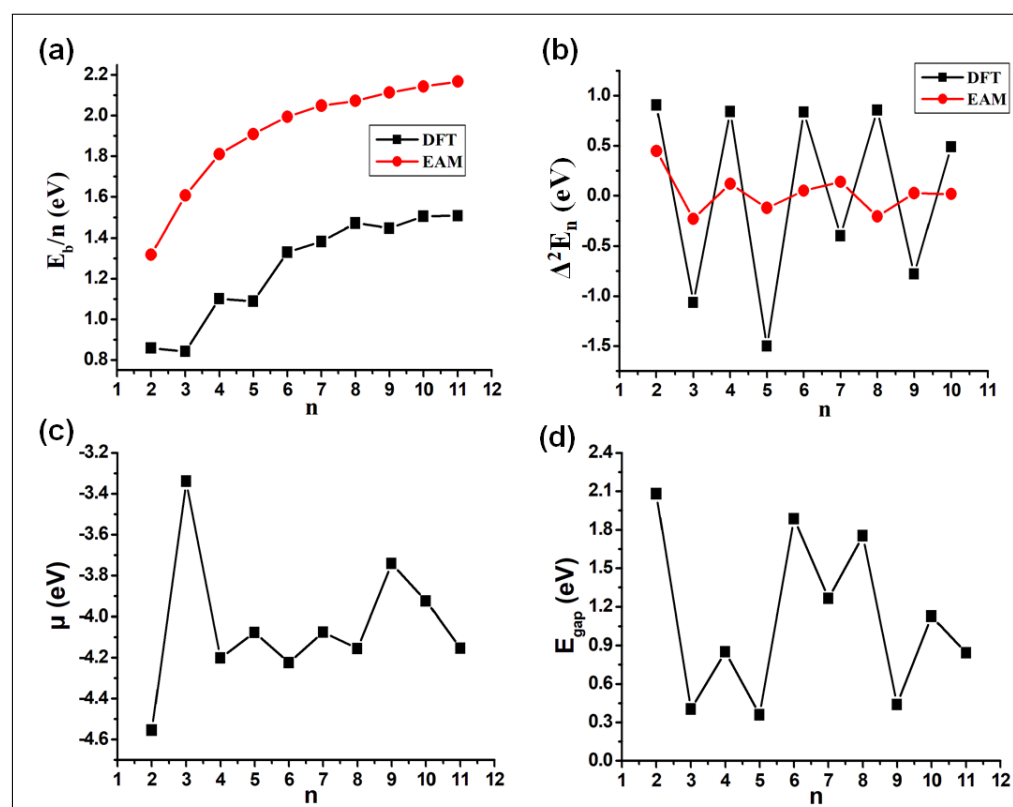 (a)
E_b/n (eV)
2.2
2.0
1.8
1.6
1.4
1.2
1.0
0.8
DFT
EAM
1 2 3 4 5 6 7 8 9 10 11 12
n
(b)
Δ²E_n (eV)
1.0
0.5
0.0
-0.5
-1.0
-1.5
DFT
EAM
1 2 3 4 5 6 7 8 9 10 11
n
(c)
μ (eV)
-3.2
-3.4
-3.6
-3.8
-4.0
-4.2
-4.4
-4.6
1 2 3 4 5 6 7 8 9 10 11 12
n
(d)
E_gap (eV)
2.4
2.1
1.8
1.5
1.2
0.9
0.6
0.3
0.0
1 2 3 4 5 6 7 8 9 10 11 12
n